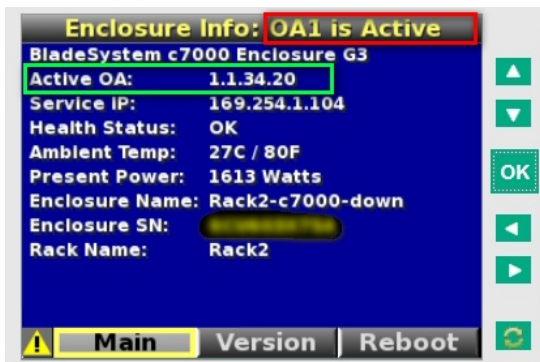 Enclosure Info: OA1 is Active
BladeSystem c7000 Enclosure G3
Active OA: 1.1.34.20
Service IP: 169.254.1.104
Health Status: OK
Ambient Temp: 27C / 80F
Present Power: 1613 Watts
Enclosure Name: Rack2-c7000-down
Enclosure SN:
Rack Name: Rack2
Main Version Reboot
OK